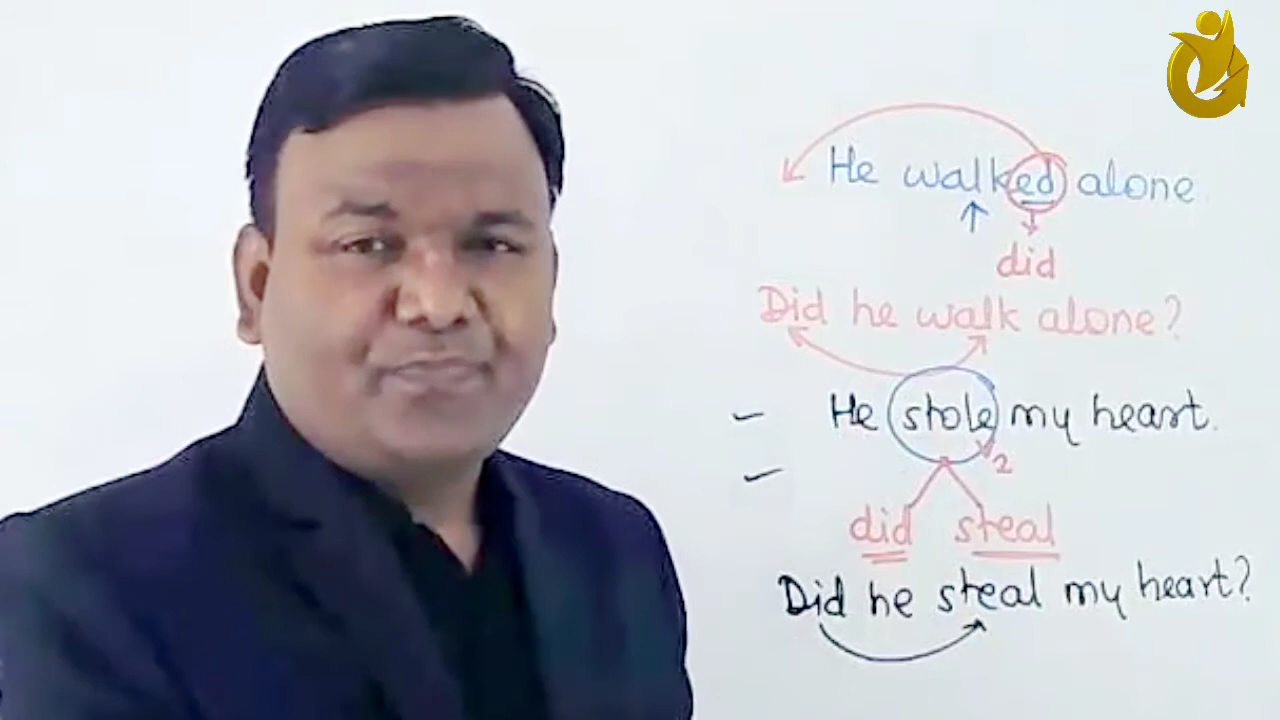 He walked alone.
did
Did he walk alone?
He stole my heart.
V2
did steal
Did he steal my heart?